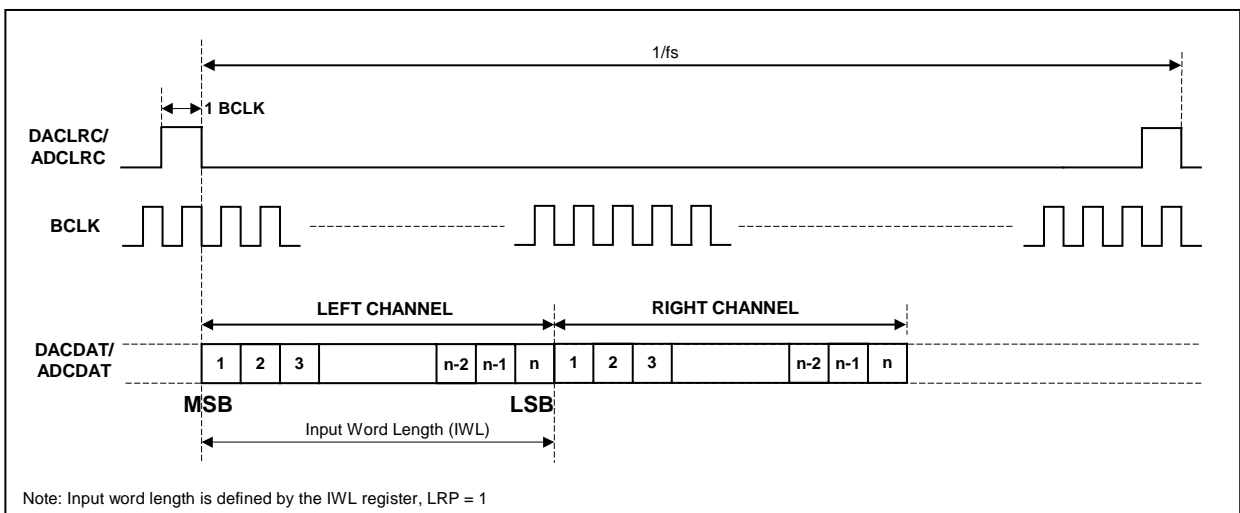 1/fs
1 BCLK
DACLRC/
ADCLRC
BCLK
LEFT CHANNEL RIGHT CHANNEL
DACDAT/
ADCDAT
1 2 3 n-2 n-1 n 1 2 3 n-2 n-1 n
MSB LSB
Input Word Length (IWL)
Note: Input word length is defined by the IWL register, LRP = 1